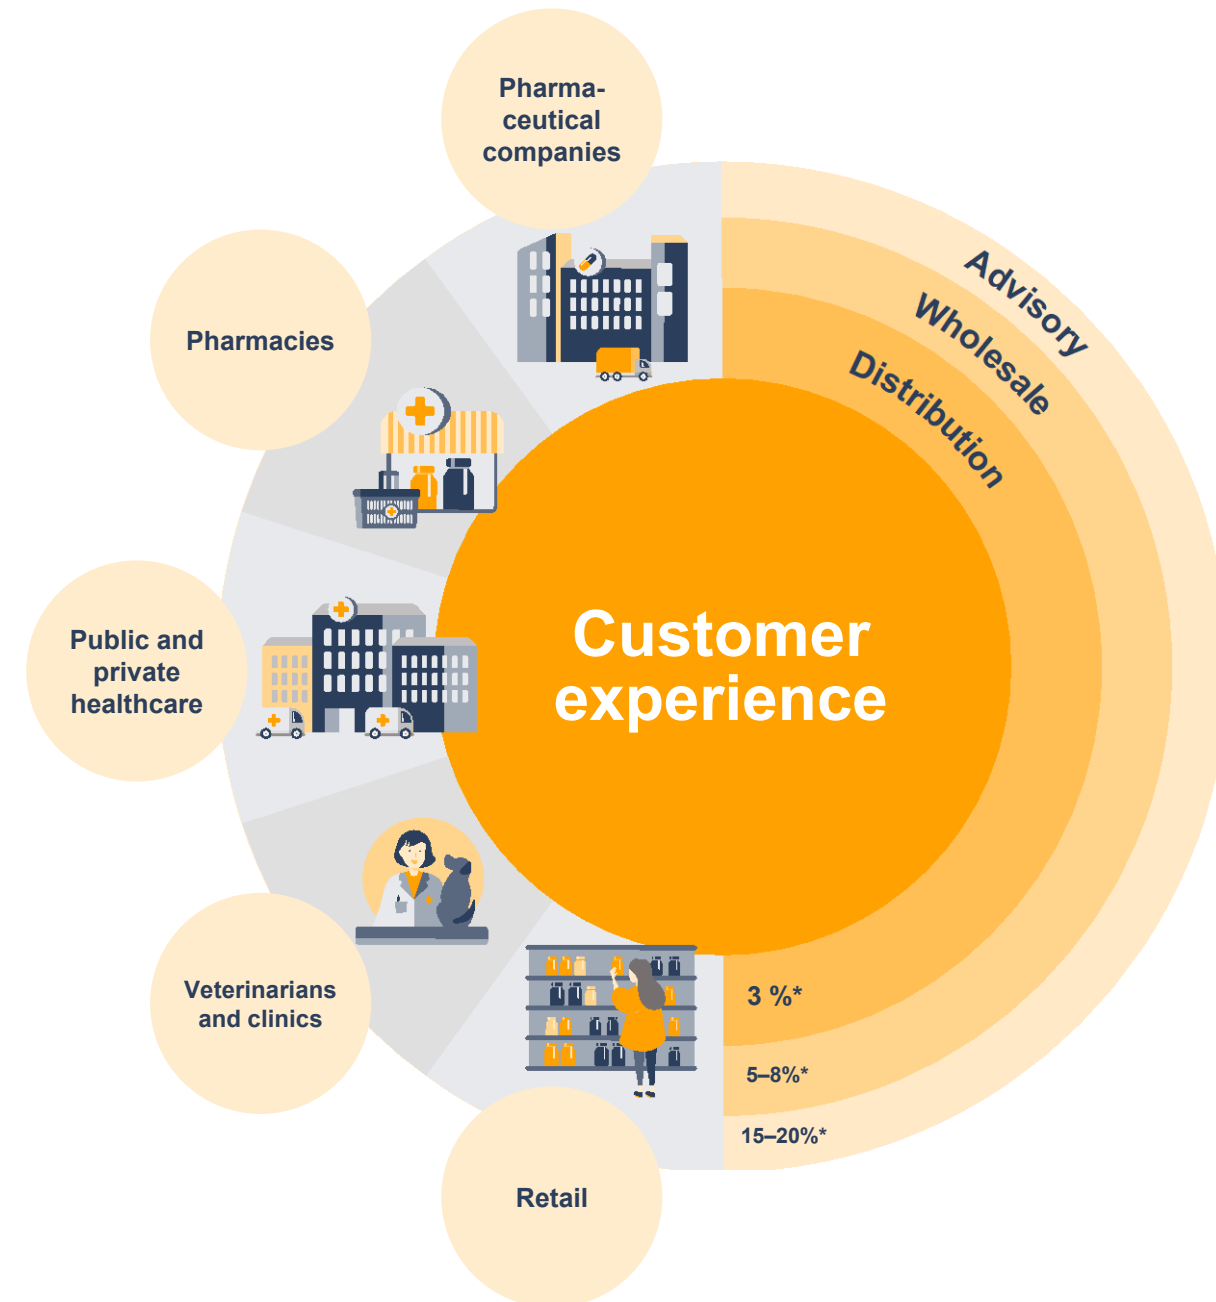 Pharma-
ceutical
companies
Pharmacies
Public and
private
healthcare
Veterinarians
and clinics
Retail
Customer
experience
Advisory
Wholesale
Distribution
3 %*
5–8%*
15–20%*